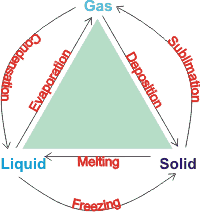 Gas
Condensation
Evaporation
Deposition
Sublimation
Liquid
Melting
Solid
Freezing